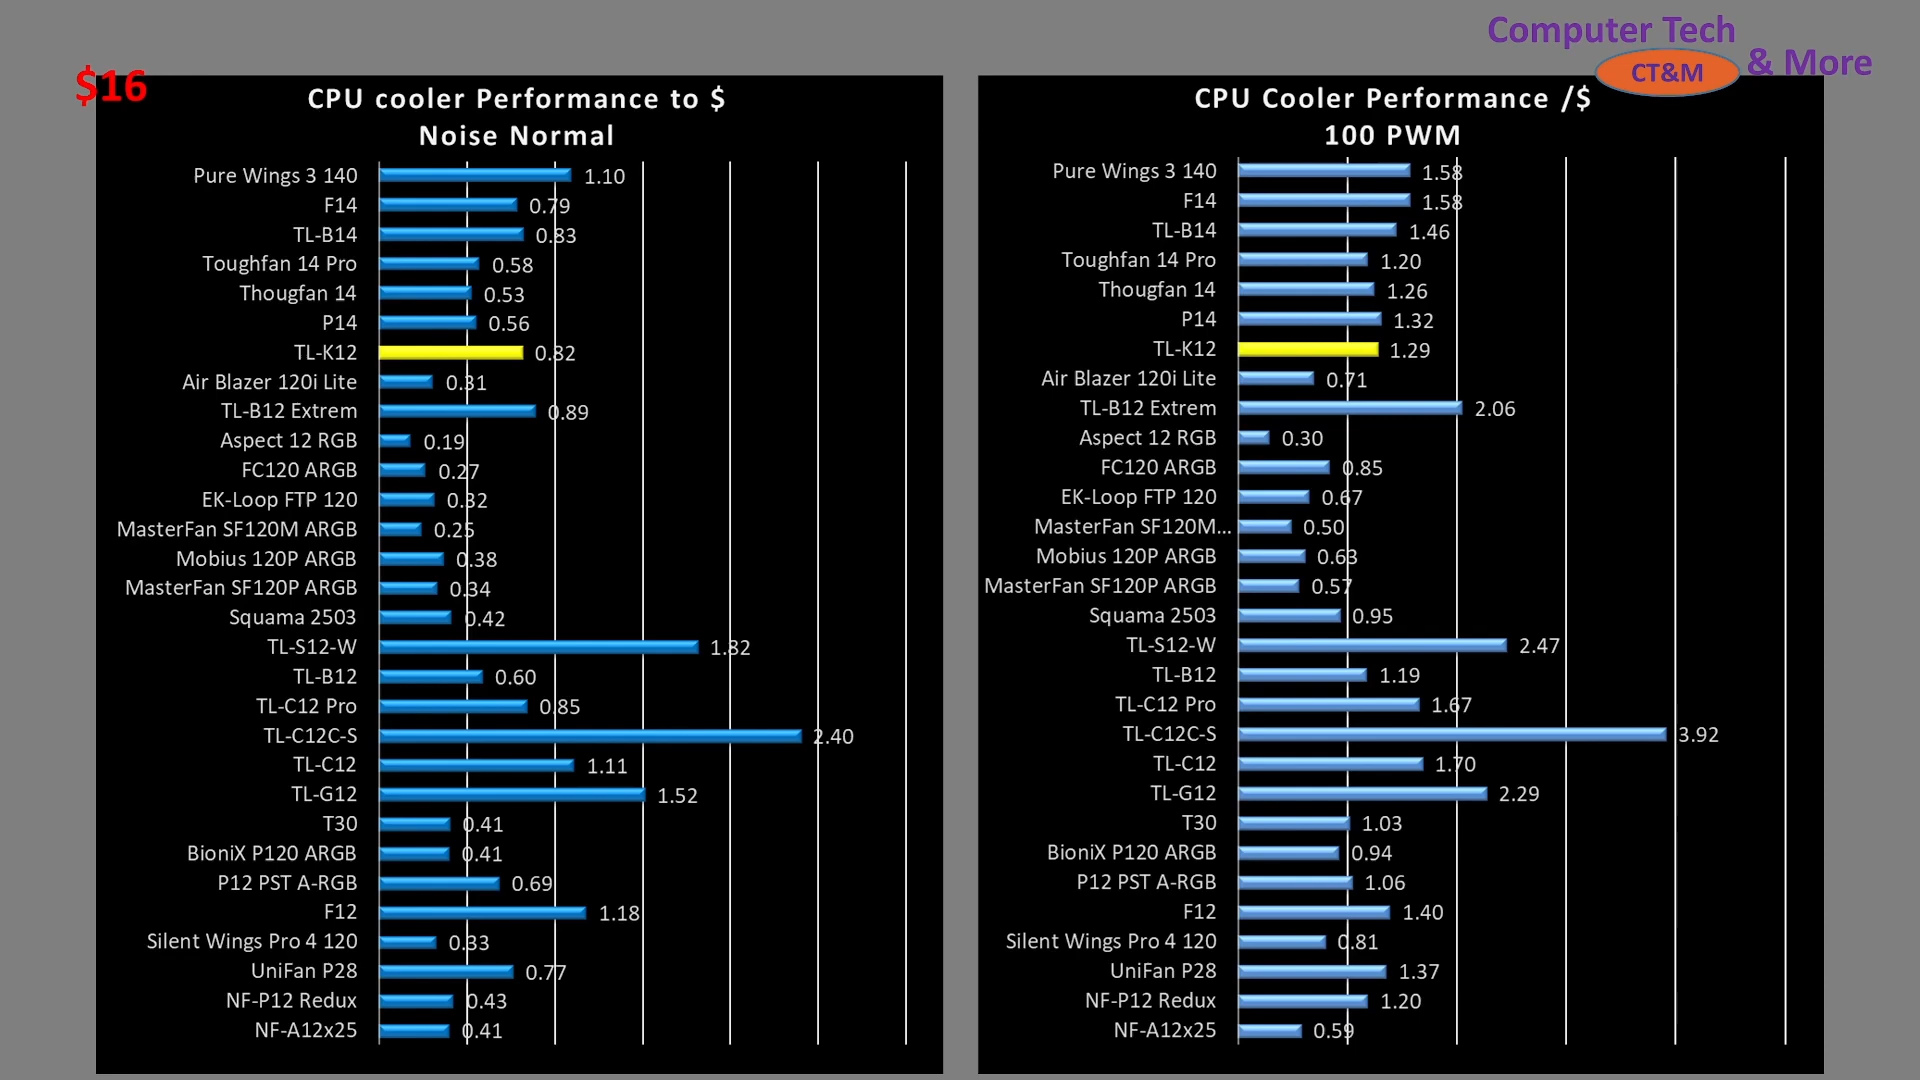 Computer Tech
CT&M & More
$16
CPU cooler Performance to $
Noise Normal
Pure Wings 3 140 1.10
F14 0.79
TL-B14 0.83
Toughfan 14 Pro 0.58
Thougfan 14 0.53
P14 0.56
TL-K12 0.82
Air Blazer 120i Lite 0.31
TL-B12 Extrem 0.89
Aspect 12 RGB 0.19
FC120 ARGB 0.27
EK-Loop FTP 120 0.32
MasterFan SF120M ARGB 0.25
Mobius 120P ARGB 0.38
MasterFan SF120P ARGB 0.34
Squama 2503 0.42
TL-S12-W 1.82
TL-B12 0.60
TL-C12 Pro 0.85
TL-C12C-S 2.40
TL-C12 1.11
TL-G12 1.52
T30 0.41
BioniX P120 ARGB 0.41
P12 PST A-RGB 0.69
F12 1.18
Silent Wings Pro 4 120 0.33
UniFan P28 0.77
NF-P12 Redux 0.43
NF-A12x25 0.41
CPU Cooler Performance /$
100 PWM
Pure Wings 3 140 1.58
F14 1.58
TL-B14 1.46
Toughfan 14 Pro 1.20
Thougfan 14 1.26
P14 1.32
TL-K12 1.29
Air Blazer 120i Lite 0.71
TL-B12 Extrem 2.06
Aspect 12 RGB 0.30
FC120 ARGB 0.85
EK-Loop FTP 120 0.67
MasterFan SF120M... 0.50
Mobius 120P ARGB 0.63
MasterFan SF120P ARGB 0.57
Squama 2503 0.95
TL-S12-W 2.47
TL-B12 1.19
TL-C12 Pro 1.67
TL-C12C-S 3.92
TL-C12 1.70
TL-G12 2.29
T30 1.03
BioniX P120 ARGB 0.94
P12 PST A-RGB 1.06
F12 1.40
Silent Wings Pro 4 120 0.81
UniFan P28 1.37
NF-P12 Redux 1.20
NF-A12x25 0.59